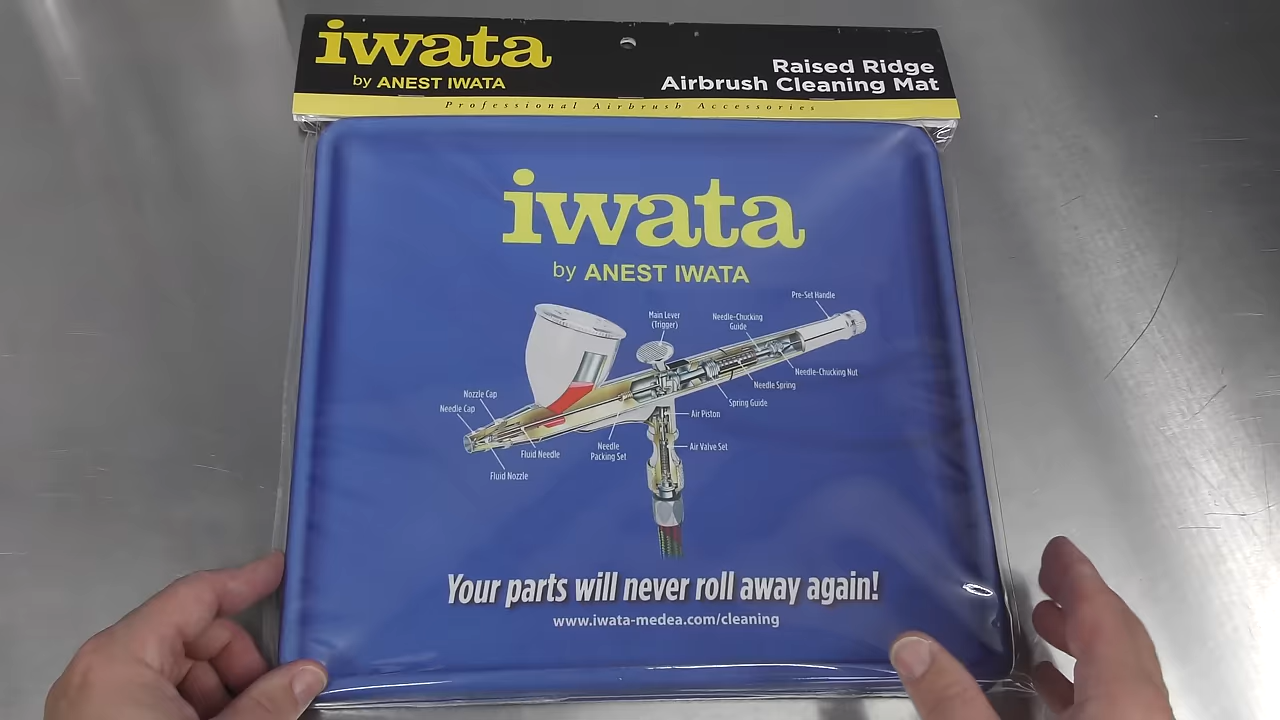 iwata
by ANEST IWATA
Raised Ridge
Airbrush Cleaning Mat
Professional Airbrush Accessories
iwata
by ANEST IWATA
Pre-Set Handle
Main Lever
(Trigger)
Needle-Chucking
Guide
Needle-Chucking Nut
Needle Spring
Spring Guide
Nozzle Cap
Needle Cap
Air Piston
Fluid Needle
Needle
Packing Set
Air Valve Set
Fluid Nozzle
Your parts will never roll away again!
www.iwata-medea.com/cleaning